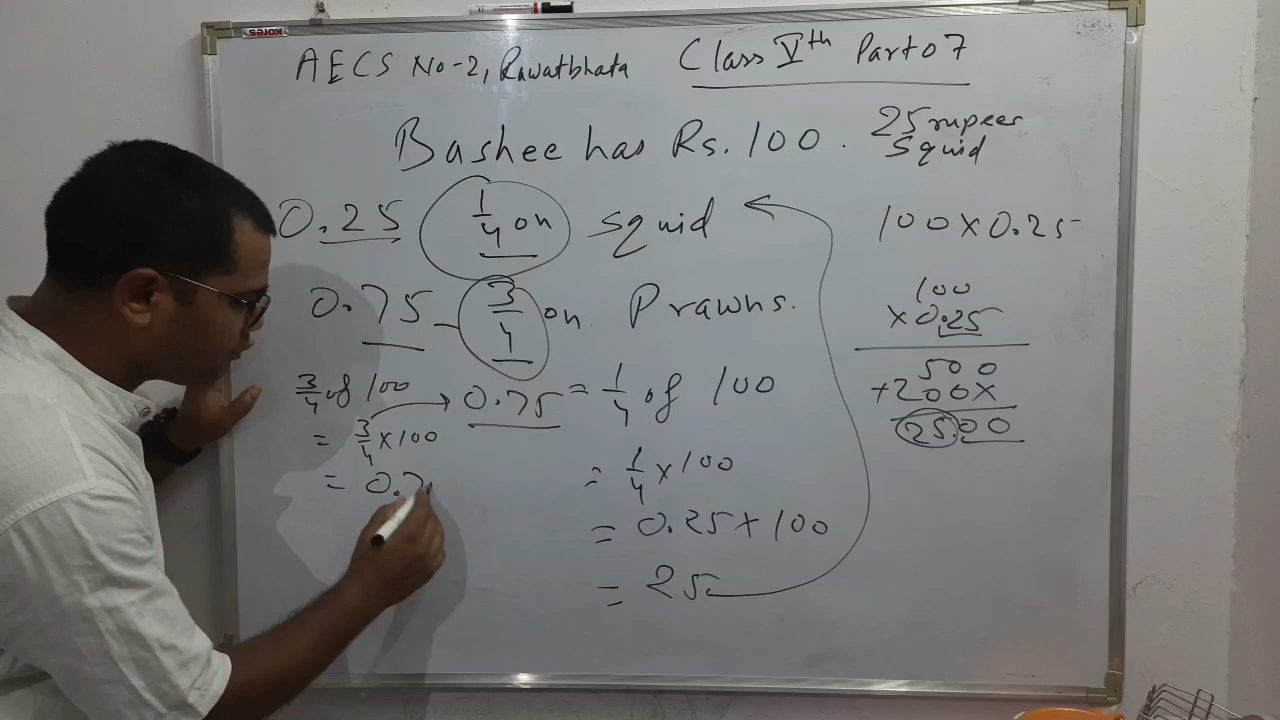 Kores
AECS No-2, Rawatbhata Class Vth Part 07
Bashee has Rs. 100.
25 rupees
squid
0.25 1/4 on squid
0.75 - 3/4 on Prawns.
3/4 of 100
= 3/4 × 100
= 0.7
0.75 = 1/4 of 100
= 1/4 × 100
= 0.25 × 100
= 25
100 × 0.25
100
× 0.25
500
+ 200×
25.00